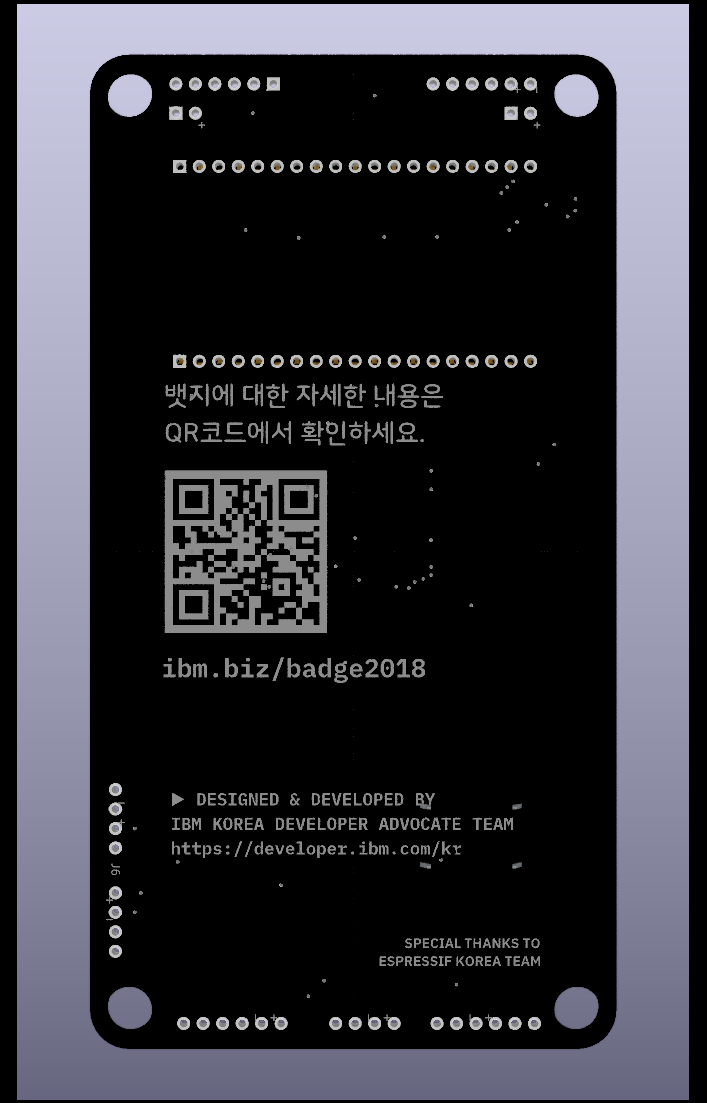 뱃지에 대한 자세한 내용은
QR코드에서 확인하세요.
ibm.biz/badge2018
▶ DESIGNED & DEVELOPED BY
IBM KOREA DEVELOPER ADVOCATE TEAM
https://developer.ibm.com/kr
J6
SPECIAL THANKS TO
ESPRESSIF KOREA TEAM